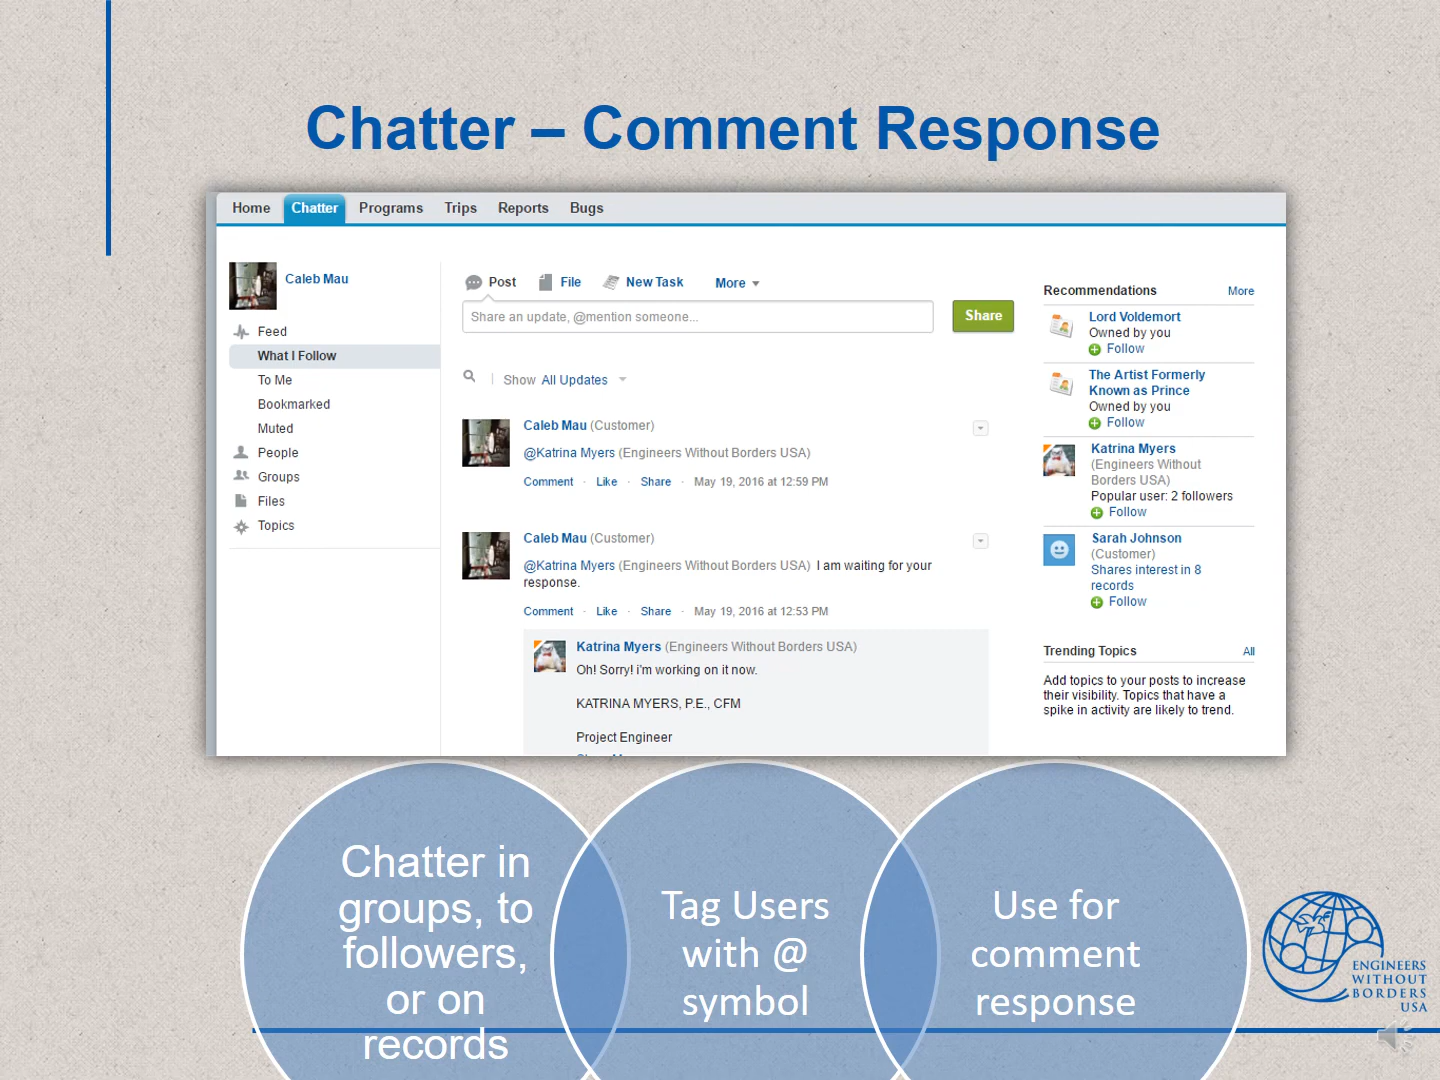 Chatter – Comment Response
Home Chatter Programs Trips Reports Bugs
Caleb Mau
Feed
What I Follow
To Me
Bookmarked
Muted
People
Groups
Files
Topics
Post File New Task More
Share an update, @mention someone...
Share
Show All Updates
Caleb Mau (Customer)
@Katrina Myers (Engineers Without Borders USA)
Comment · Like · Share · May 19, 2016 at 12:59 PM
Caleb Mau (Customer)
@Katrina Myers (Engineers Without Borders USA) I am waiting for your
response.
Comment · Like · Share · May 19, 2016 at 12:53 PM
Katrina Myers (Engineers Without Borders USA)
Oh! Sorry! i'm working on it now.
KATRINA MYERS, P.E., CFM
Project Engineer
Recommendations More
Lord Voldemort
Owned by you
Follow
The Artist Formerly
Known as Prince
Owned by you
Follow
Katrina Myers
(Engineers Without
Borders USA)
Popular user: 2 followers
Follow
Sarah Johnson
(Customer)
Shares interest in 8
records
Follow
Trending Topics All
Add topics to your posts to increase
their visibility. Topics that have a
spike in activity are likely to trend.
Chatter in
groups, to
followers,
or on
records
Tag Users
with @
symbol
Use for
comment
response
ENGINEERS
WITHOUT
BORDERS
USA